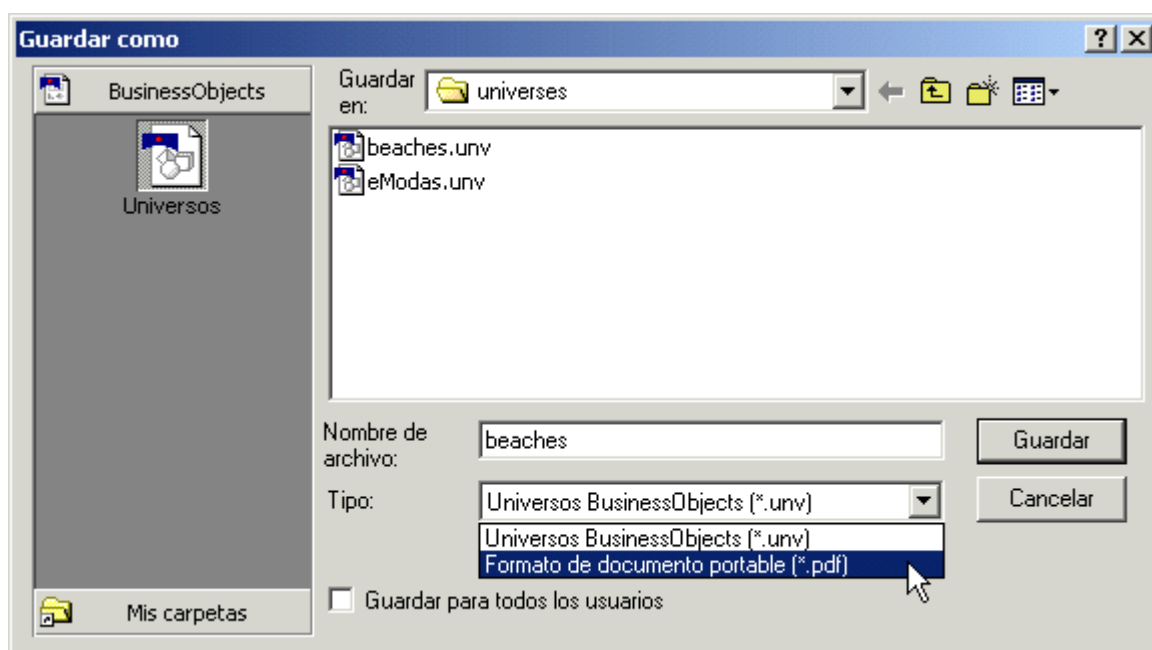 Guardar como
BusinessObjects
Universos
Mis carpetas
Guardar
en:
universes
beaches.unv
eModas.unv
Nombre de
archivo:
beaches
Guardar
Tipo:
Universos BusinessObjects (*.unv)
Cancelar
Universos BusinessObjects (*.unv)
Formato de documento portable (*.pdf)
Guardar para todos los usuarios